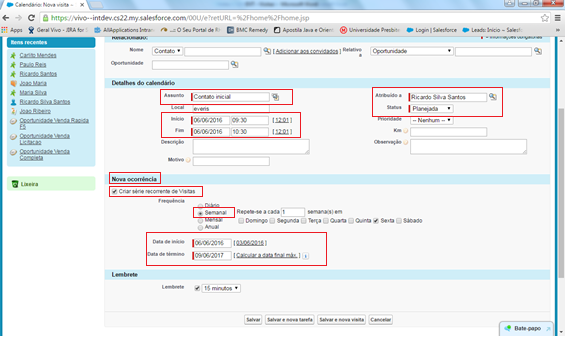 Calendário: Nova visita ~
https://vivo--intdev.cs22.my.salesforce.com/00U/e?retURL=%2Fhome%2Fhome.jsp
Apps Geral Vivo - JIRA for AllApplications Intran ...:: O Seu Portal de R BMC Remedy Apostila Java e Oriente Universidade Presbiter Login | Salesforce Leads: Início ~ Salesfo
Itens recentes
Carlito Mendes
Paulo Reis
Ricardo Santos
Joao Maria
Maria Silva
Ricardo Silva Santos
Joao Ribeiro
Oportunidade Venda Rapida FS
Oportunidade Venda Licitacao
Oportunidade Venda Completa
Lixeira
Relacionado:
Nome Contato [ Adicionar aos convidados ] Relativo a Oportunidade
Oportunidade
Detalhes do calendário
Assunto Contato inicial Atribuído a Ricardo Silva Santos
Local everis Status Planejada
Início 06/06/2016 09:30 [ 12:01 ] Prioridade -- Nenhum --
Fim 06/06/2016 10:30 [ 12:01 ] Km
Descrição Observação
Motivo
Nova ocorrência
Criar série recorrente de Visitas
Frequência Diário
Semanal Repete-se a cada 1 semana(s) em
Mensal Domingo Segunda Terça Quarta Quinta Sexta Sábado
Anual
Data de início 06/06/2016 [ 03/06/2016 ]
Data de término 09/06/2017 [ Calcular a data final máx. ]
Lembrete
Lembrete 15 minutos
Salvar Salvar e nova tarefa Salvar e nova visita Cancelar
Bate-papo